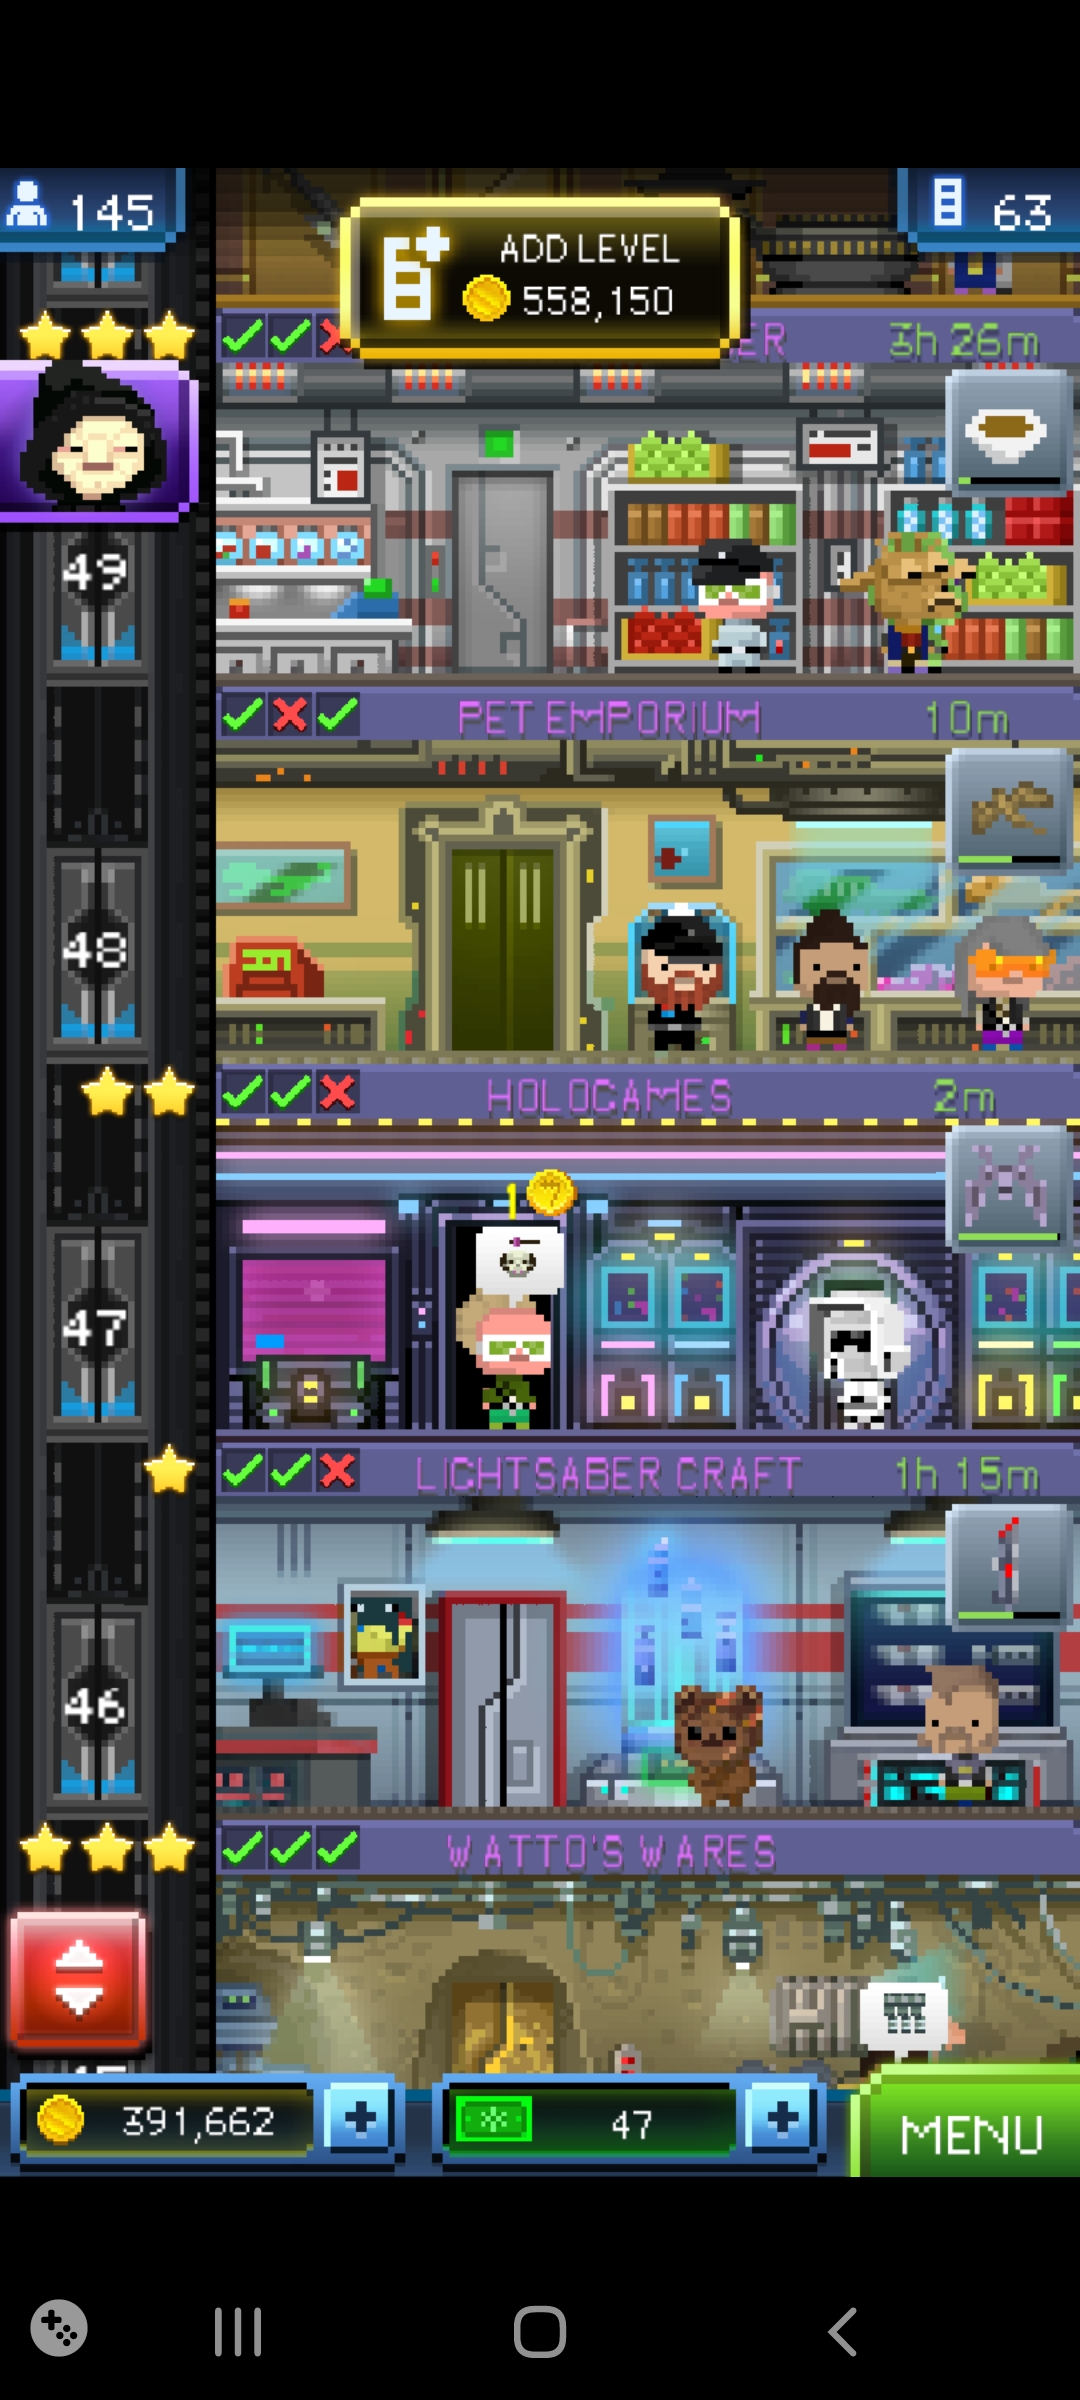 145
ADD LEVEL
558,150
63
ER 3h 26m
49
PET EMPORIUM 10m
48
HOLOGAMES 2m
1
47
LIGHTSABER CRAFT 1h 15m
46
WATTO'S WARES
391,662
47
MENU